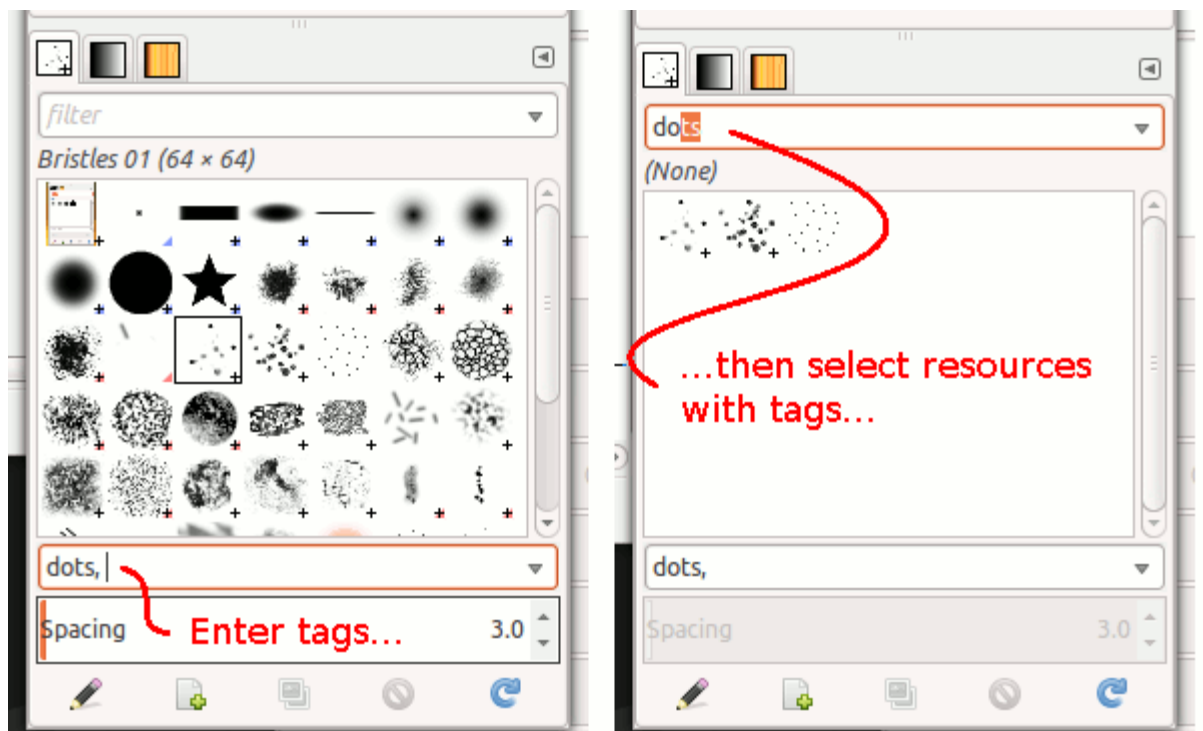 filter
Bristles 01 (64 × 64)
dots,
Enter tags...
Spacing
3.0
dots
(None)
...then select resources
with tags...
dots,
Spacing
3.0